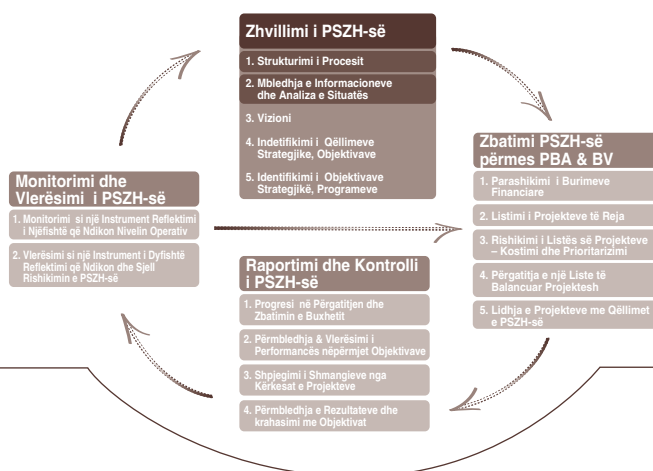 Zhvillimi i PSZH-së
1. Strukturimi i Procesit
2. Mbledhja e Informacioneve
dhe Analiza e Situatës
3. Vizioni
4. Indetifikimi i Qëllimeve
Strategjike, Objektivave
5. Identifikimi i Objektivave
Strategjikë, Programeve
Zbatimi PSZH-së
përmes PBA & BV
1. Parashikimi i Burimeve
Financiare
2. Listimi i Projekteve të Reja
3. Rishikimi i Listës së Projekteve
– Kostimi dhe Prioritarizimi
4. Përgatitja e një Liste të
Balancuar Projektesh
5. Lidhja e Projekteve me Qëllimet
e PSZH-së
Monitorimi dhe
Vlerësimi i PSZH-së
1. Monitorimi si një Instrument Reflektimi
i Njëfishtë që Ndikon Nivelin Operativ
2. Vlerësimi si një Instrument i Dyfishtë
Reflektimi që Ndikon dhe Sjell
Rishikimin e PSZH-së
Raportimi dhe Kontrolli
i PSZH-së
1. Progresi në Përgatitjen dhe
Zbatimin e Buxhetit
2. Përmbledhja & Vlerësimi i
Performancës nëpërmjet Objektivave
3. Shpjegimi i Shmangieve nga
Kërkesat e Projekteve
4. Përmbledhja e Rezultateve dhe
krahasimi me Objektivat